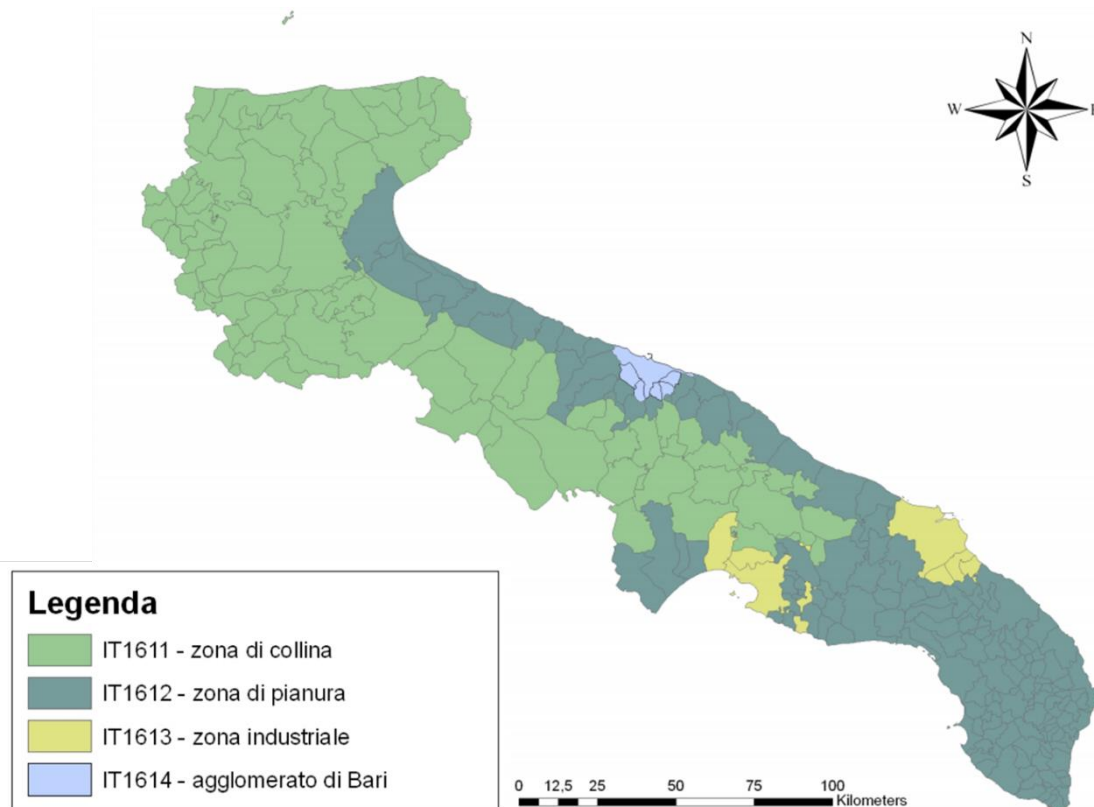 N
W
E
S
Legenda
IT1611 - zona di collina
IT1612 - zona di pianura
IT1613 - zona industriale
IT1614 - agglomerato di Bari
0 12,5 25 50 75 100
Kilometers